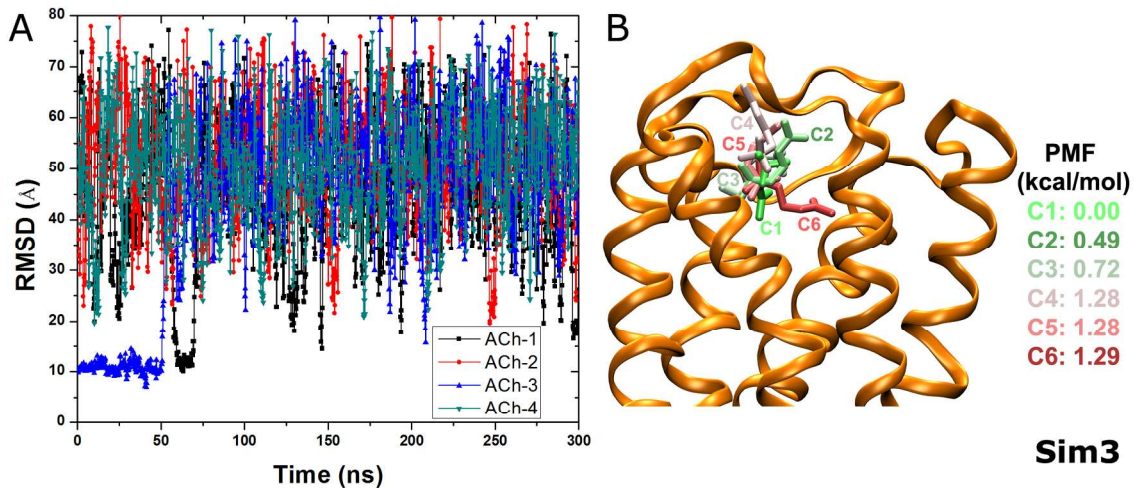 A
RMSD (Å)
80
70
60
50
40
30
20
10
0
0 50 100 150 200 250 300
Time (ns)
ACh-1
ACh-2
ACh-3
ACh-4
B
C4
C2
C5
C3
C1
C6
PMF
(kcal/mol)
C1: 0.00
C2: 0.49
C3: 0.72
C4: 1.28
C5: 1.28
C6: 1.29
Sim3